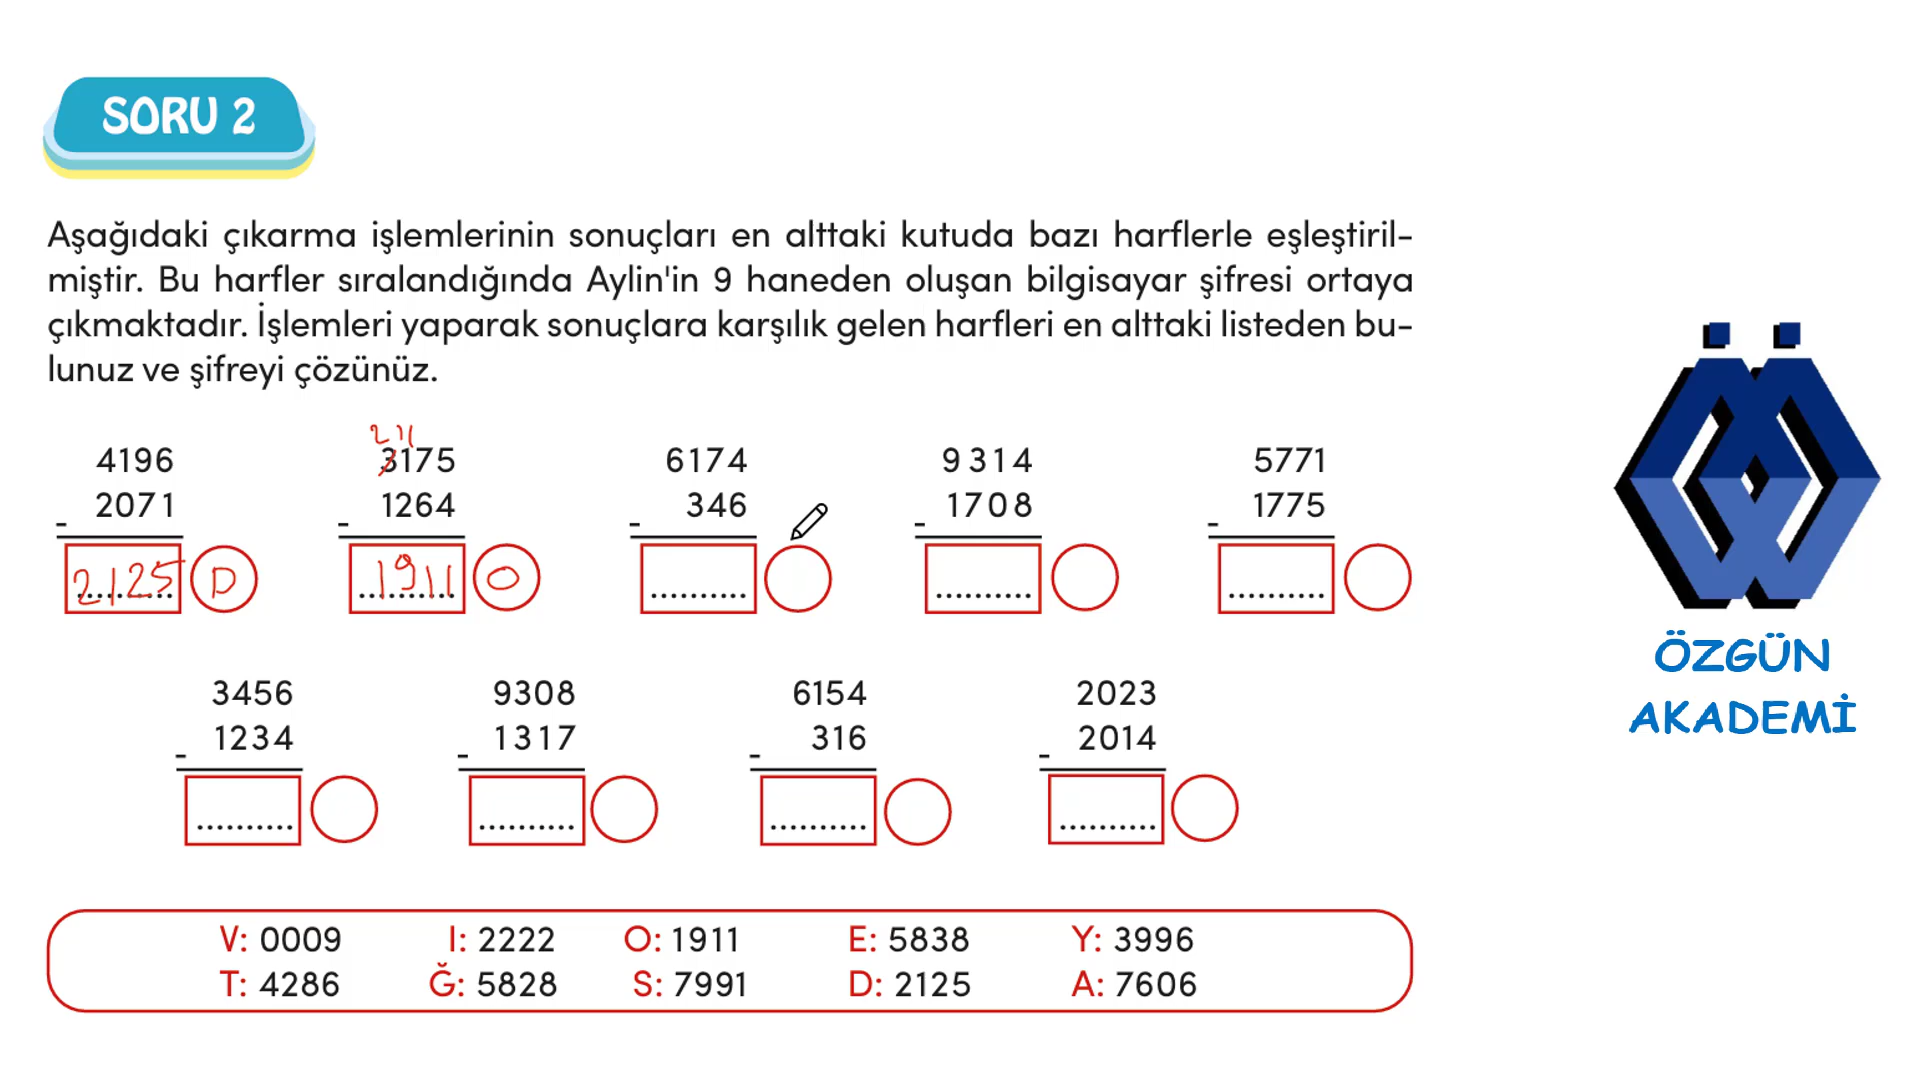 SORU 2
Aşağıdaki çıkarma işlemlerinin sonuçları en alttaki kutuda bazı harflerle eşleştiril-
miştir. Bu harfler sıralandığında Aylin'in 9 haneden oluşan bilgisayar şifresi ortaya
çıkmaktadır. İşlemleri yaparak sonuçlara karşılık gelen harfleri en alttaki listeden bu-
lunuz ve şifreyi çözünüz.
2 11
4196 3175 6174 9314 5771
- 2071 - 1264 - 346 - 1708 - 1775
2125 D 1911 O .......... .......... ..........
3456 9308 6154 2023
- 1234 - 1317 - 316 - 2014
.......... .......... .......... ..........
V: 0009 I: 2222 O: 1911 E: 5838 Y: 3996
T: 4286 Ğ: 5828 S: 7991 D: 2125 A: 7606
ÖZGÜN
AKADEMİ